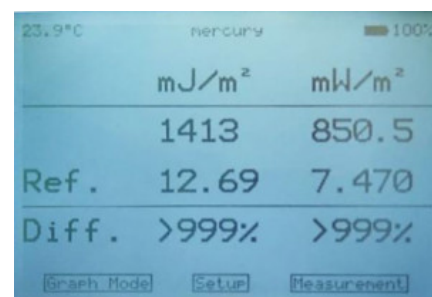 23.9°C mercury 100%
mJ/m² mW/m²
1413 850.5
Ref. 12.69 7.470
Diff. >999% >999%
Graph Mode Setup Measurement